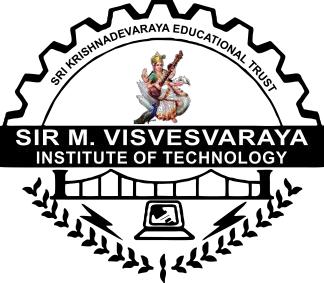 SRI KRISHNADEVARAYA EDUCATIONAL TRUST
SIR M. VISVESVARAYA
INSTITUTE OF TECHNOLOGY